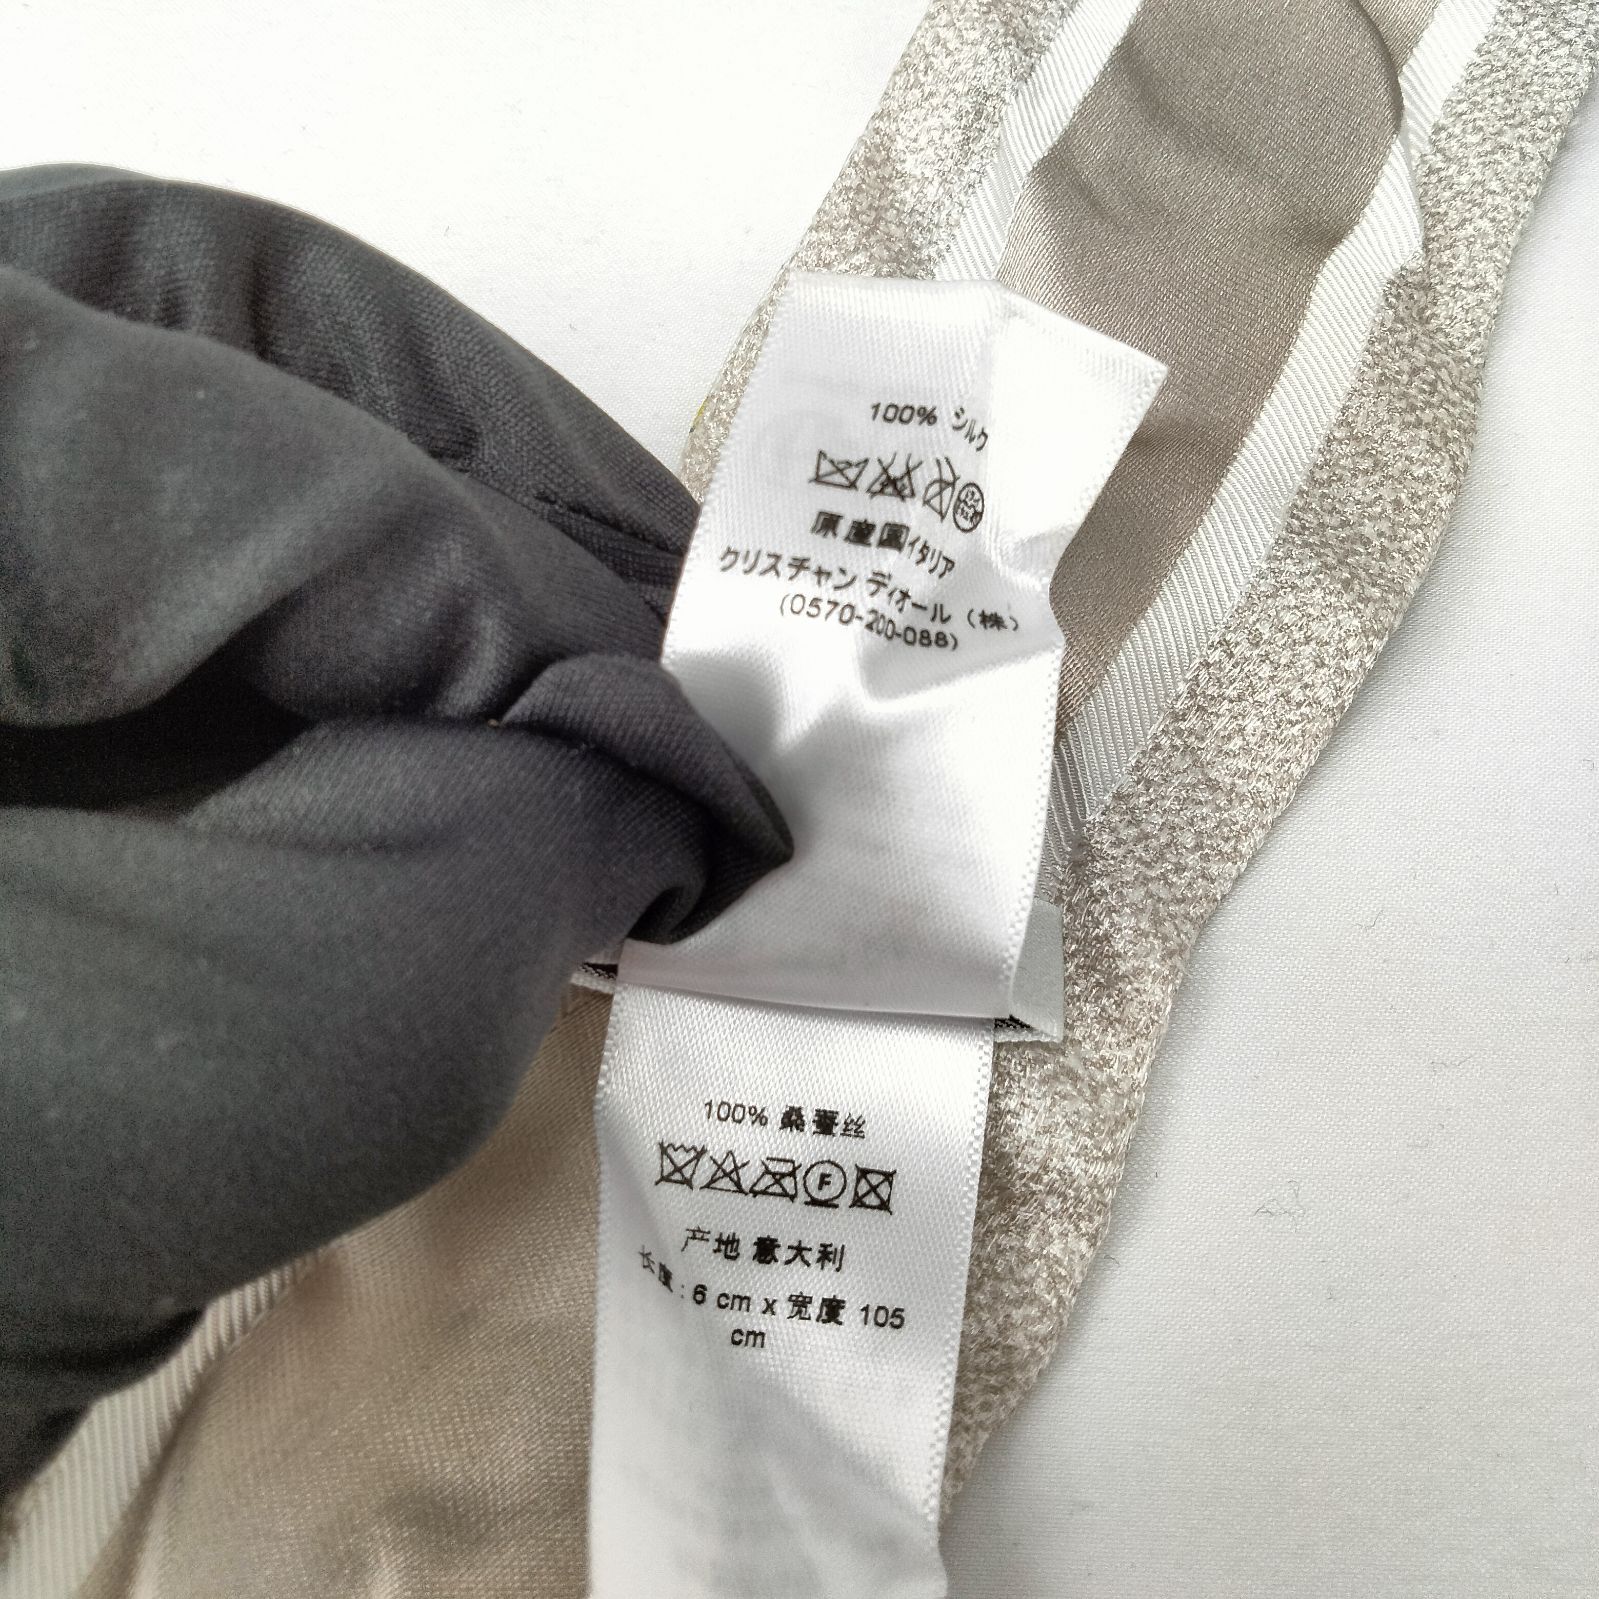 100% シルク
原産国イタリア
クリスチャン ディオール (株)
(0570-200-088)
100% 桑蚕丝
F
产地 意大利
长度 : 6 cm x 宽度 105
cm